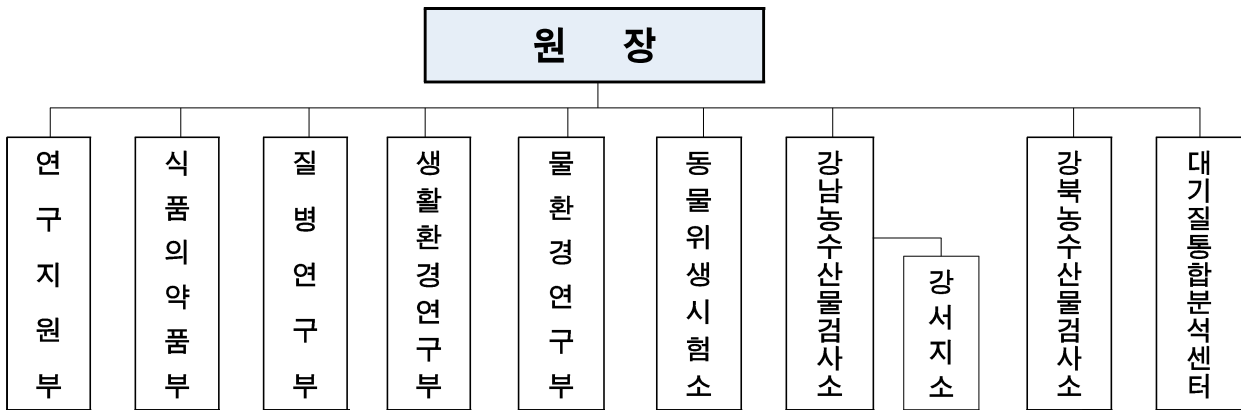 원 장
연구지원부
식품의약품부
질병연구부
생활환경연구부
물환경연구부
동물위생시험소
강남농수산물검사소
강서지소
강북농수산물검사소
대기질통합분석센터